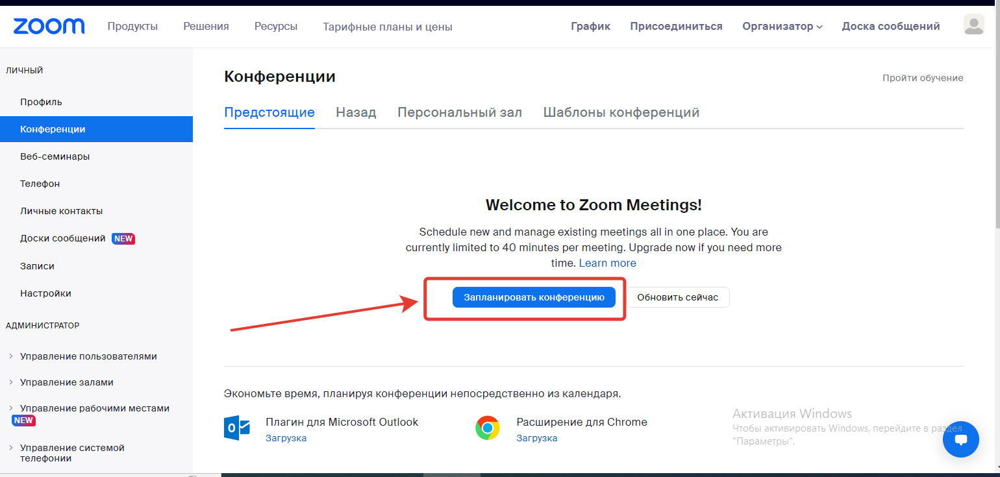 zoom
Продукты
Решения
Ресурсы
Тарифные планы и цены
График
Присоединиться
Организатор
Доска сообщений
ЛИЧНЫЙ
Профиль
Конференции
Веб-семинары
Телефон
Личные контакты
Доски сообщений NEW
Записи
Настройки
АДМИНИСТРАТОР
Управление пользователями
Управление залами
Управление рабочими местами
NEW
Управление системой
телефонии
Конференции
Пройти обучение
Предстоящие
Назад
Персональный зал
Шаблоны конференций
Welcome to Zoom Meetings!
Schedule new and manage existing meetings all in one place. You are
currently limited to 40 minutes per meeting. Upgrade now if you need more
time. Learn more
Запланировать конференцию
Обновить сейчас
Экономьте время, планируя конференции непосредственно из календаря.
Плагин для Microsoft Outlook
Загрузка
Расширение для Chrome
Загрузка
Активация Windows
Чтобы активировать Windows, перейдите в раздел
"Параметры".